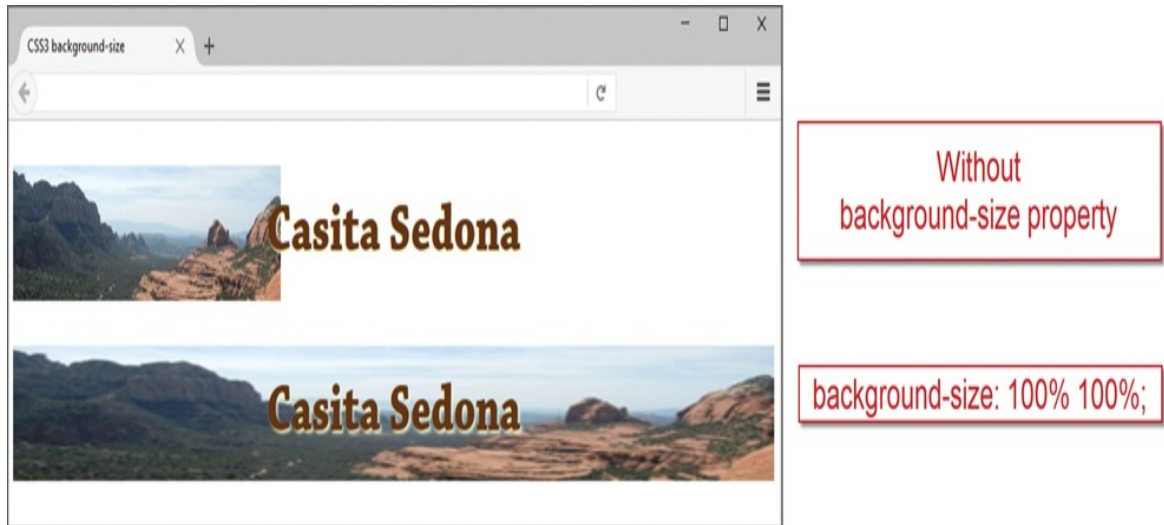 CSS3 background-size
Casita Sedona
Without
background-size property
Casita Sedona
background-size: 100% 100%;